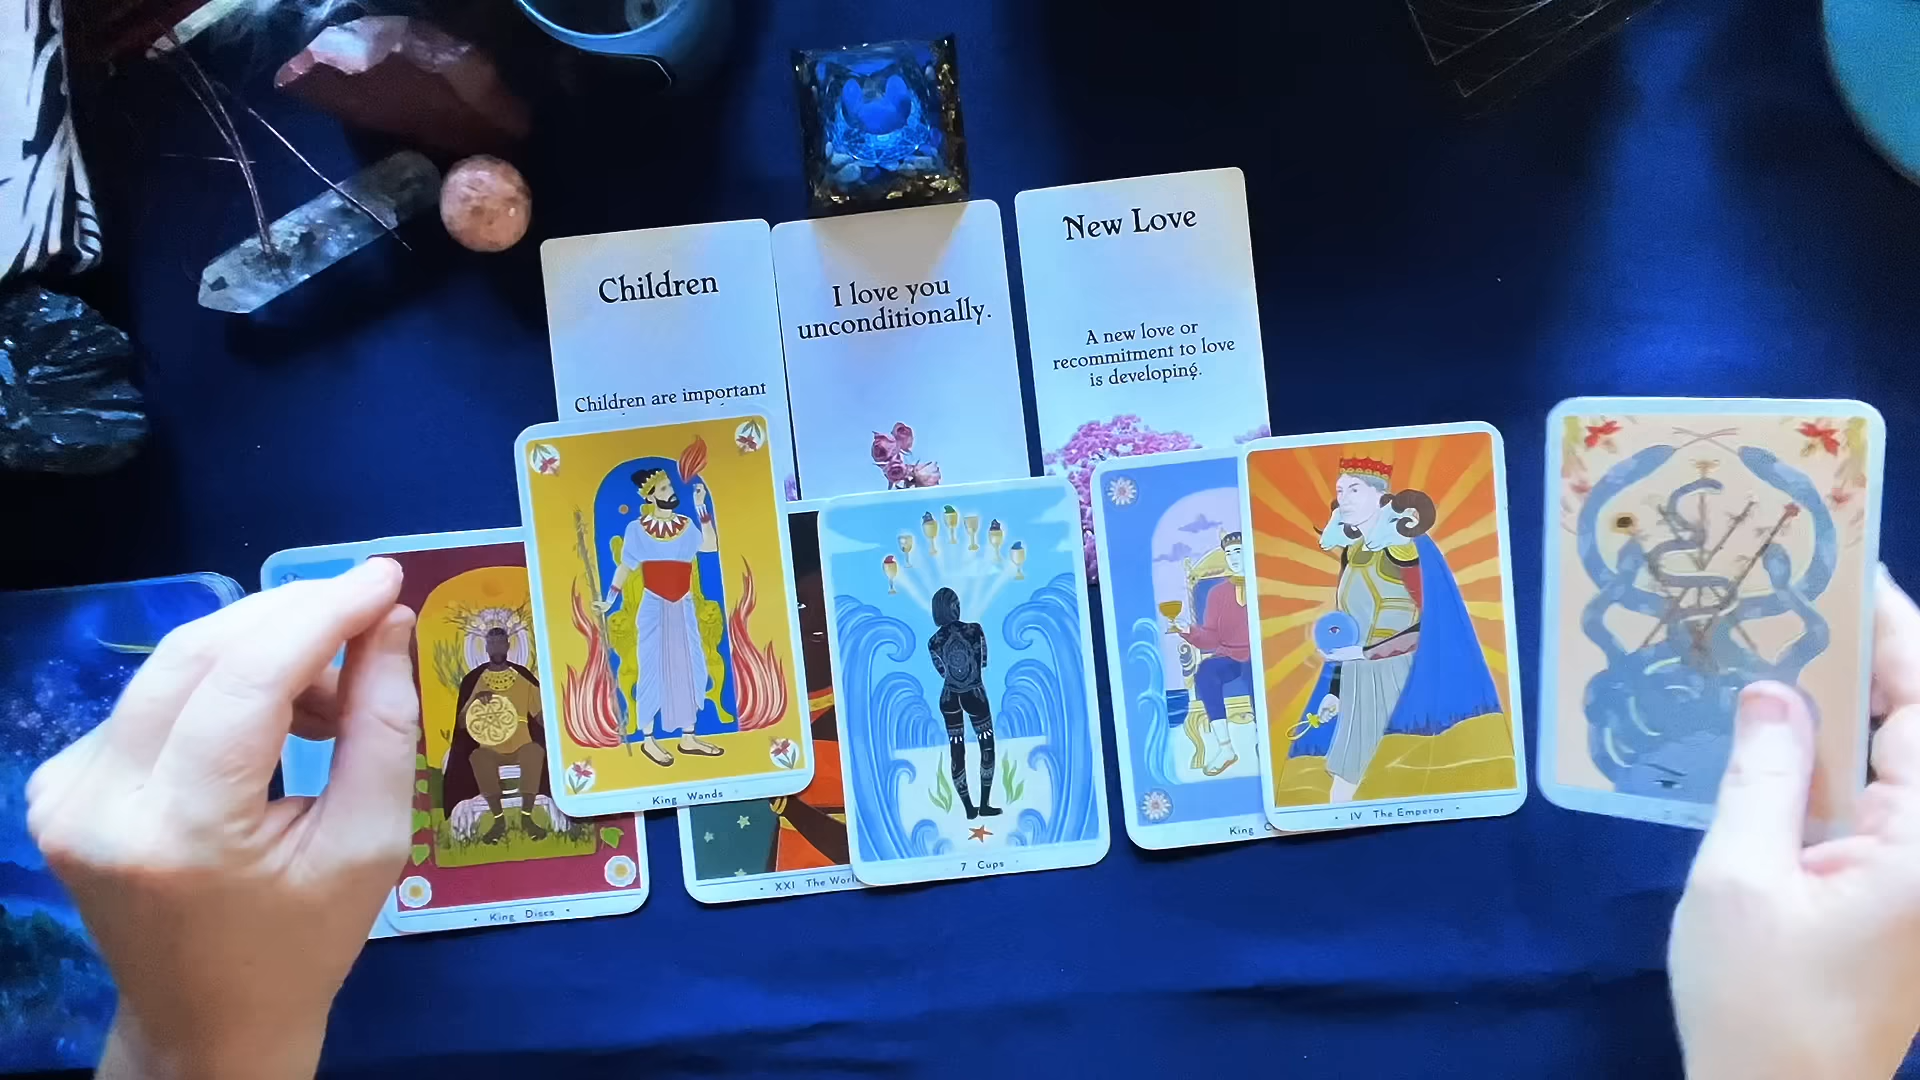 Children
Children are important
I love you
unconditionally.
New Love
A new love or
recommitment to love
is developing.
King Wands
King Discs
XXI The Worl
7 Cups
King C
IV The Emperor